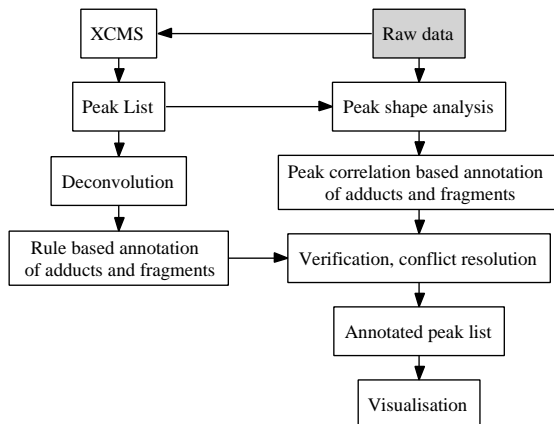 XCMS
Raw data
Peak List
Peak shape analysis
Deconvolution
Peak correlation based annotation
of adducts and fragments
Rule based annotation
of adducts and fragments
Verification, conflict resolution
Annotated peak list
Visualisation